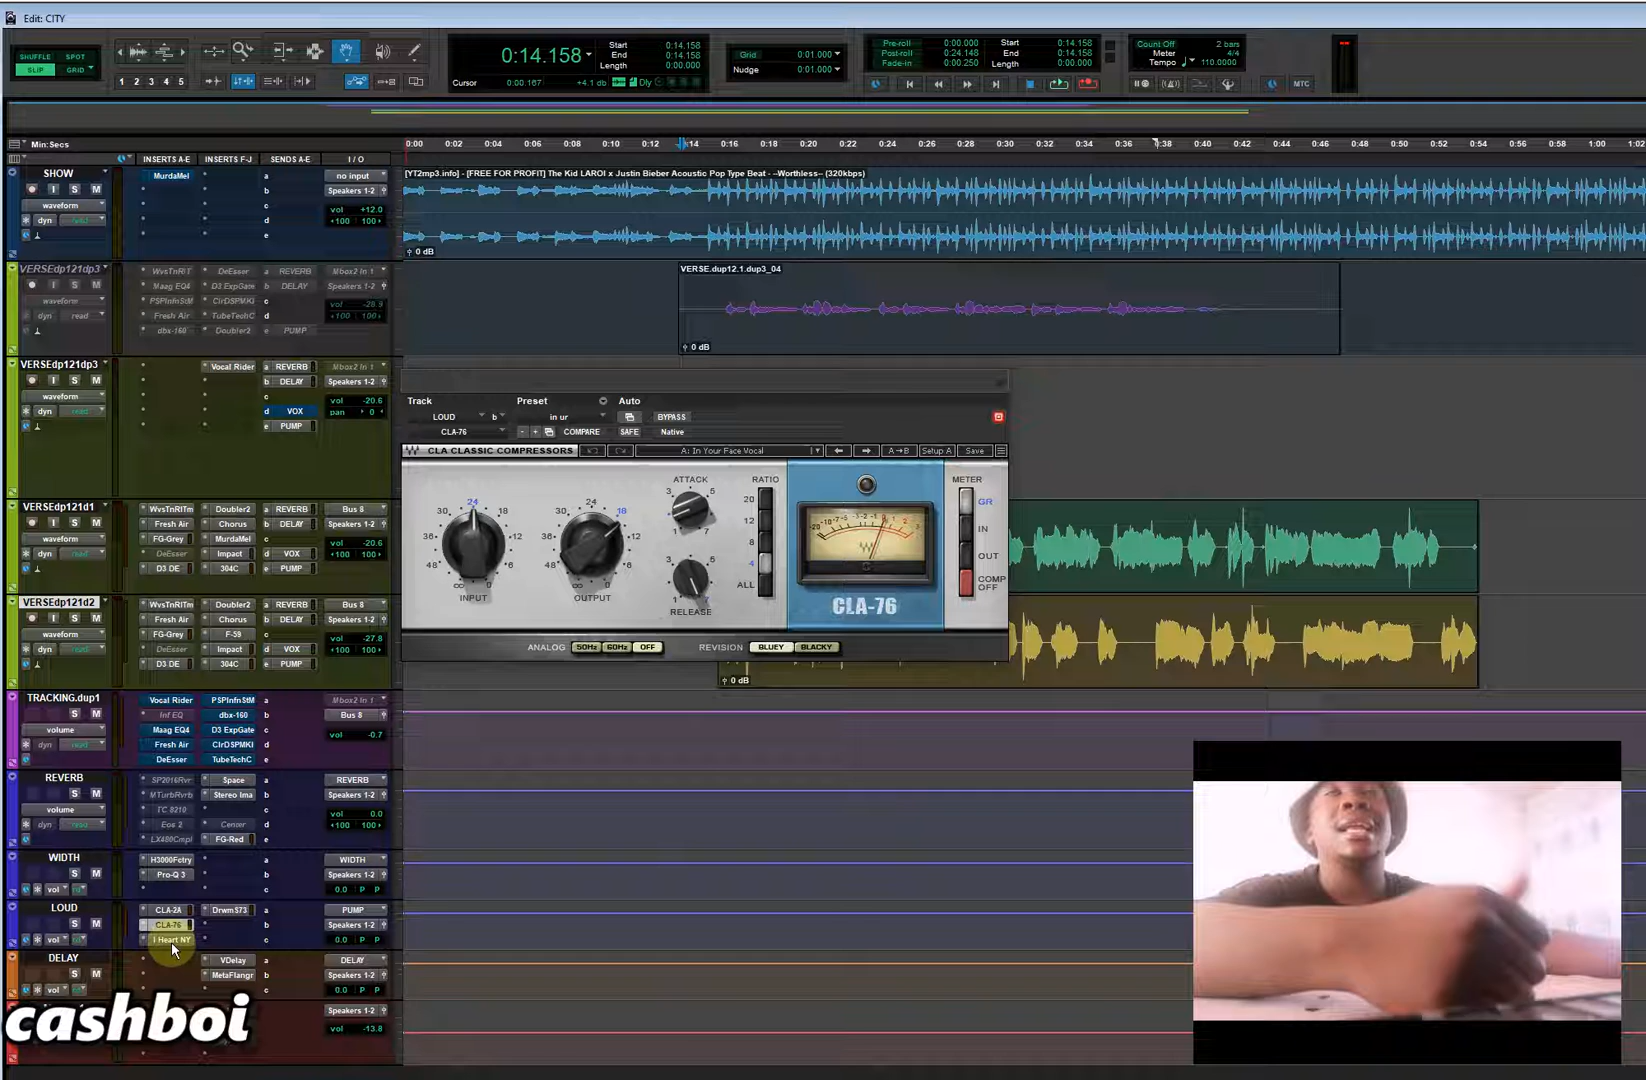 Edit: CITY
SHUFFLE SPOT
SLIP GRID
1 2 3 4 5
0:14.158
Start 0:14.158
End 0:14.158
Length 0:00.000
Cursor 0:00.167 +4.1 db Dly
Grid 0:01.000
Nudge 0:01.000
Pre-roll 0:00.000
Post-roll 0:24.148
Fade-in 0:00.250
Start 0:14.158
End 0:14.158
Length 0:00.000
Count Off 2 bars
Meter 4/4
Tempo 110.0000
MTC
Min:Secs
0:00 0:02 0:04 0:06 0:08 0:10 0:12 0:14 0:16 0:18 0:20 0:22 0:24 0:26 0:28 0:30 0:32 0:34 0:36 0:38 0:40 0:42 0:44 0:46 0:48 0:50 0:52 0:54 0:56 0:58 1:00 1:02
INSERTS A-E INSERTS F-J SENDS A-E I / O
SHOW MurdaMel a no input
I S M b Speakers 1-2
waveform c
dyn read d vol +12.0
e 100 100
[YT2mp3.info] - [FREE FOR PROFIT] The Kid LAROI x Justin Bieber Acoustic Pop Type Beat - --Worthless-- (320kbps)
0 dB
VERSEdp121dp3 WvsTnRlT DeEsser a REVERB Mbox2 In 1
I S M Maag EQ4 D3 ExpGam b DELAY Speakers 1-2
waveform PSPInfnStM ClrDSPMKl c
dyn read Fresh Air TubeTechC d vol -28.9
dbx-160 Doubler2 e PUMP 100 100
VERSE.dup12.1.dup3_04
0 dB
VERSEdp121dp3 Vocal Rider a REVERB Mbox2 In 1
I S M b DELAY Speakers 1-2
waveform c vol -20.6
dyn read d VOX pan 0
e PUMP
Track Preset Auto
LOUD b in ur BYPASS
CLA-76 - + COMPARE SAFE Native
CLA CLASSIC COMPRESSORS A: In Your Face Vocal A→B Setup A Save
ATTACK RATIO METER
INPUT OUTPUT RELEASE
30 24 18 36 12 48 6 ∞ 0
30 24 18 36 12 48 6 ∞ 0
3 5 1 7
3 5 1 7
20 12 8 4 ALL
GR IN OUT COMP OFF
CLA-76
ANALOG 50Hz 60Hz OFF REVISION BLUEY BLACKY
VERSEdp121d1 WvsTnRlTm Doubler2 a REVERB Bus 8
I S M Fresh Air Chorus b DELAY Speakers 1-2
waveform FG-Grey MurdaMel c vol -20.6
dyn read DeEsser Impact d VOX 100 100
D3 DE 304C e PUMP
VERSEdp121d2 WvsTnRlTm Doubler2 a REVERB Bus 8
I S M Fresh Air Chorus b DELAY Speakers 1-2
waveform FG-Grey F-59 c vol -27.8
dyn read DeEsser Impact d VOX 100 100
D3 DE 304C e PUMP
0 dB
TRACKING.dup1 Vocal Rider PSPInfnStM a Mbox2 In 1
S M Inf EQ dbx-160 b Bus 8
volume Maag EQ4 D3 ExpGate c vol -0.7
dyn read Fresh Air ClrDSPMKl d
DeEsser TubeTechC e
REVERB SP2016Rvr Space a REVERB
S M MTurbRvrb Stereo Ima b Speakers 1-2
volume TC 8210 c vol 0.0
dyn read Eos 2 Center d 100 100
LX480Cmpl FG-Red e
WIDTH H3000Fctry a WIDTH
S M Pro-Q 3 b Speakers 1-2
vol c 0.0 P P
LOUD CLA-2A DrwmS73 a PUMP
S M CLA-76 b Speakers 1-2
vol I Heart NY c 0.0 P P
DELAY VDelay a DELAY
S M MetaFlangr b Speakers 1-2
vol c 0.0 P P
cashboi
Speakers 1-2
vol -13.8